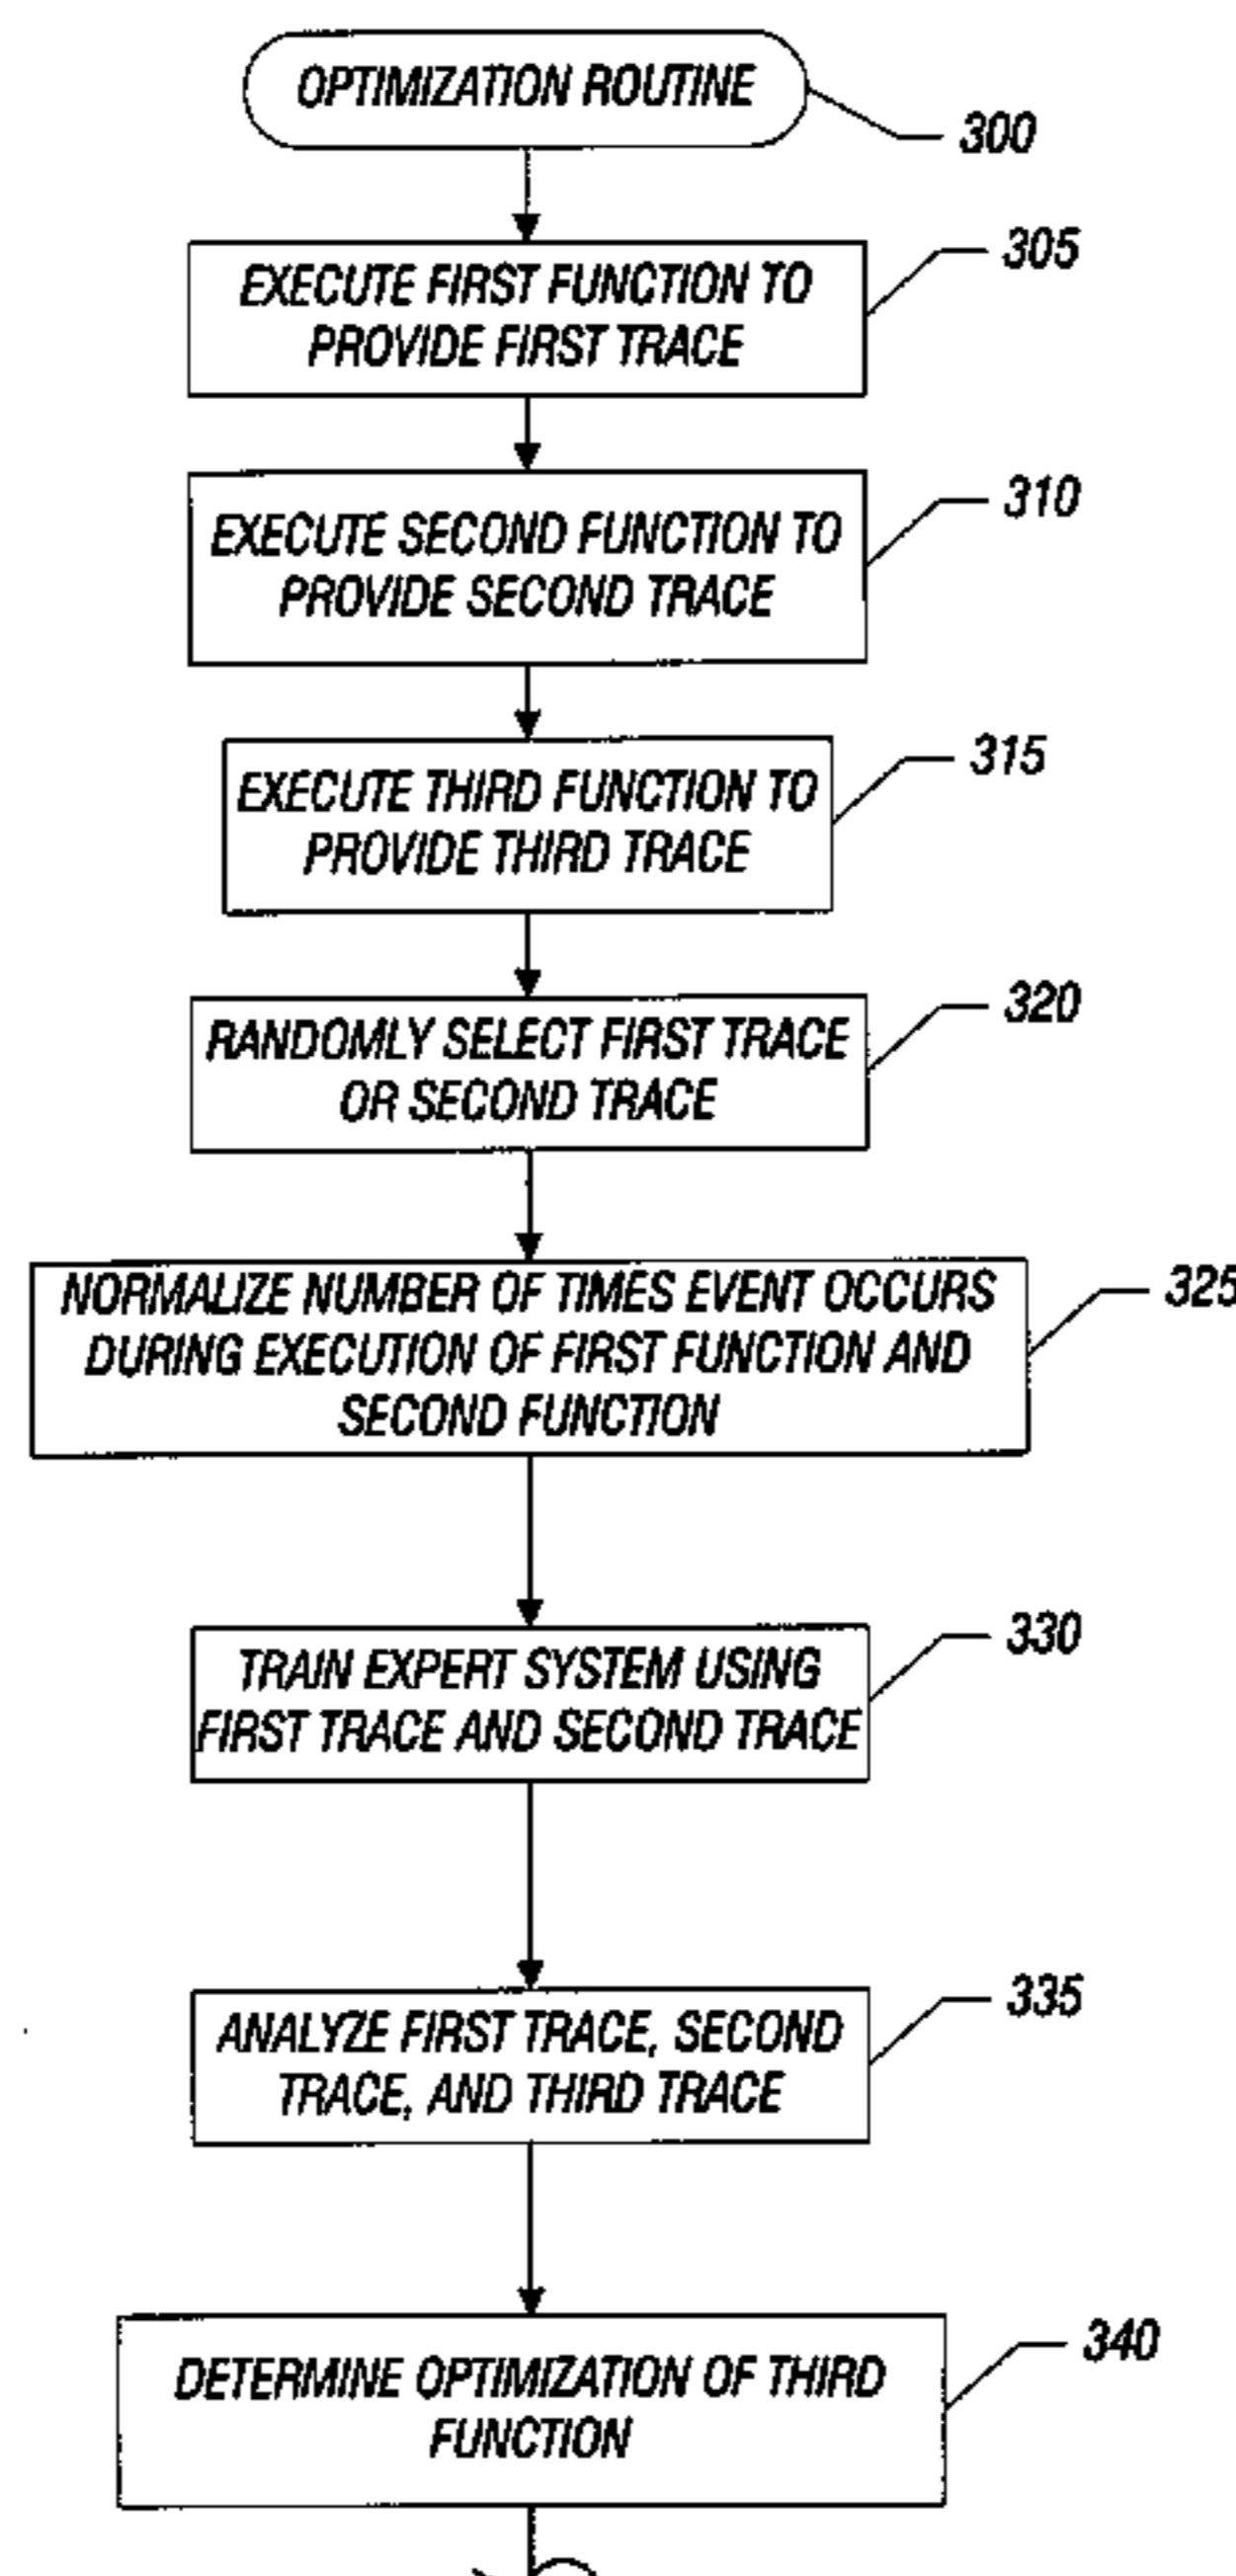 OPTIMIZATION ROUTINE
300
305
EXECUTE FIRST FUNCTION TO
PROVIDE FIRST TRACE
310
EXECUTE SECOND FUNCTION TO
PROVIDE SECOND TRACE
315
EXECUTE THIRD FUNCTION TO
PROVIDE THIRD TRACE
320
RANDOMLY SELECT FIRST TRACE
OR SECOND TRACE
325
NORMALIZE NUMBER OF TIMES EVENT OCCURS
DURING EXECUTION OF FIRST FUNCTION AND
SECOND FUNCTION
330
TRAIN EXPERT SYSTEM USING
FIRST TRACE AND SECOND TRACE
335
ANALYZE FIRST TRACE, SECOND
TRACE, AND THIRD TRACE
340
DETERMINE OPTIMIZATION OF THIRD
FUNCTION